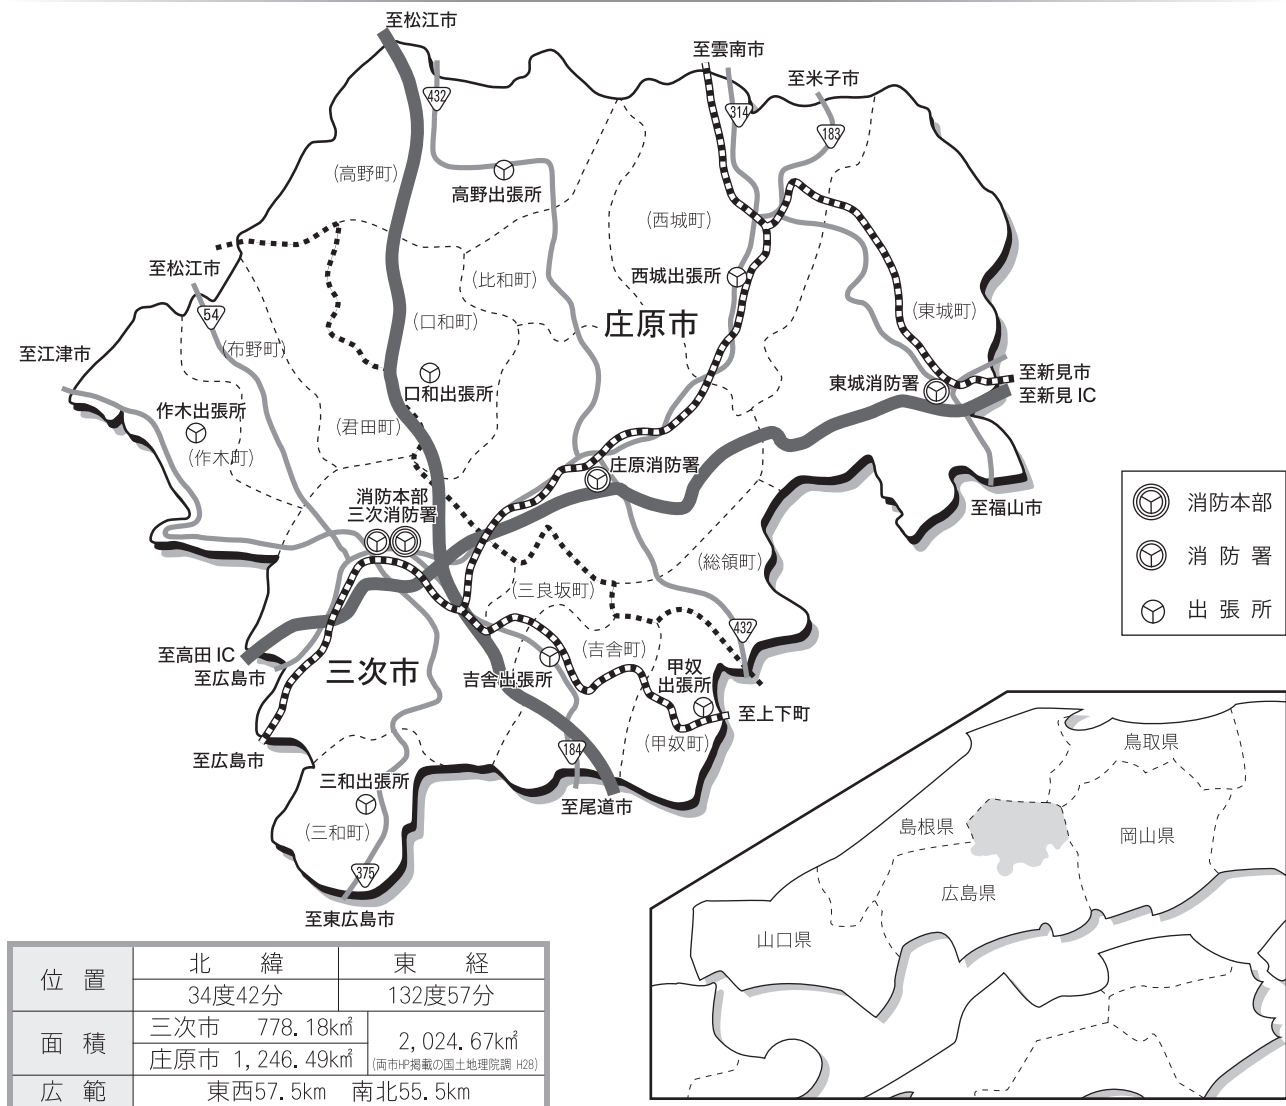 至松江市
至雲南市
至米子市
432
314
183
(高野町)
高野出張所
(西城町)
至松江市
(比和町)
西城出張所
54
(口和町)
庄原市
(東城町)
(布野町)
至江津市
至新見市
東城消防署
至新見IC
口和出張所
作木出張所
(君田町)
(作木町)
庄原消防署
消防本部
三次消防署
至福山市
消防本部
消防署
出張所
(総領町)
(三良坂町)
432
(吉舎町)
至高田IC
至広島市
三次市
吉舎出張所
甲奴
出張所
至上下町
(甲奴町)
184
至広島市
三和出張所
至尾道市
(三和町)
375
至東広島市
鳥取県
島根県
岡山県
広島県
山口県
位置 北緯 東経
34度42分 132度57分
面積 三次市 778.18k㎡ 2,024.67k㎡
庄原市 1,246.49k㎡ (両市HP掲載の国土地理院調 H28)
広範 東西57.5km 南北55.5km